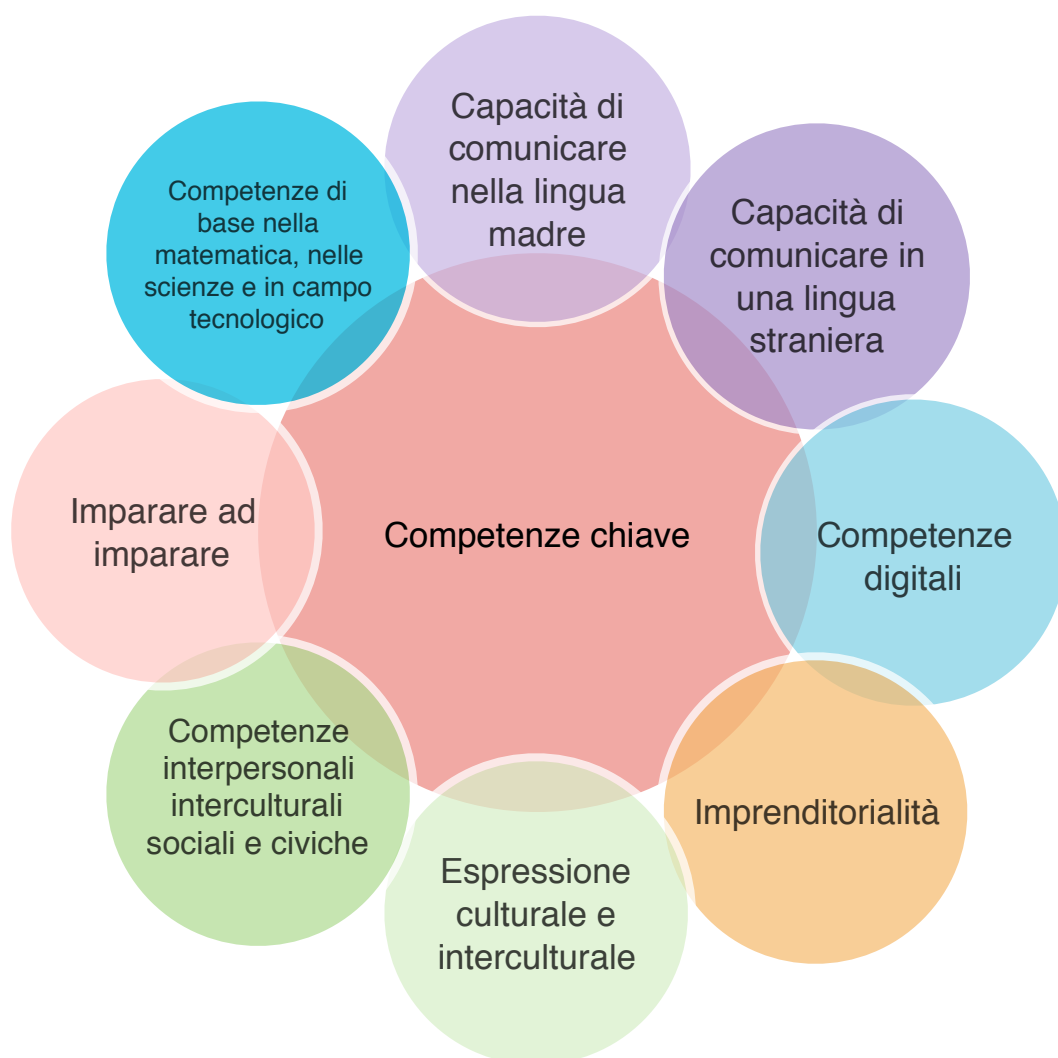 Capacità di
comunicare
nella lingua
madre
Capacità di
comunicare in
una lingua
straniera
Competenze
digitali
Imprenditorialità
Espressione
culturale e
interculturale
Competenze
interpersonali
interculturali
sociali e civiche
Imparare ad
imparare
Competenze di
base nella
matematica, nelle
scienze e in campo
tecnologico
Competenze chiave